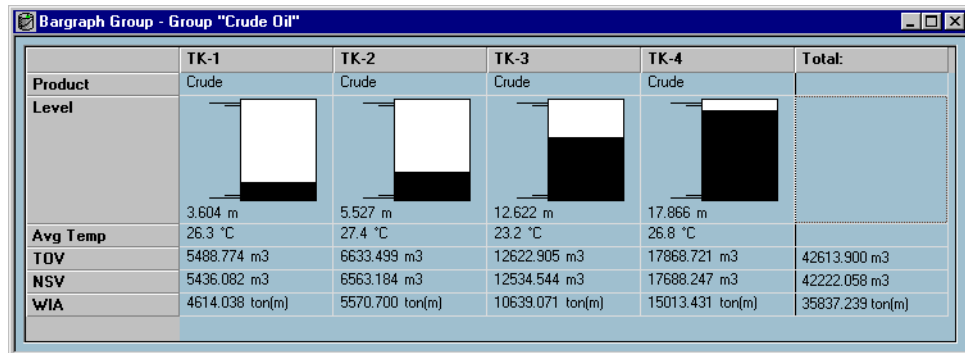 Bargraph Group - Group "Crude Oil"
TK-1 TK-2 TK-3 TK-4 Total:
Product Crude Crude Crude Crude
Level
3.604 m 5.527 m 12.622 m 17.866 m
Avg Temp 26.3 °C 27.4 °C 23.2 °C 26.8 °C
TOV 5488.774 m3 6633.499 m3 12622.905 m3 17868.721 m3 42613.900 m3
NSV 5436.082 m3 6563.184 m3 12534.544 m3 17688.247 m3 42222.058 m3
WIA 4614.038 ton(m) 5570.700 ton(m) 10639.071 ton(m) 15013.431 ton(m) 35837.239 ton(m)